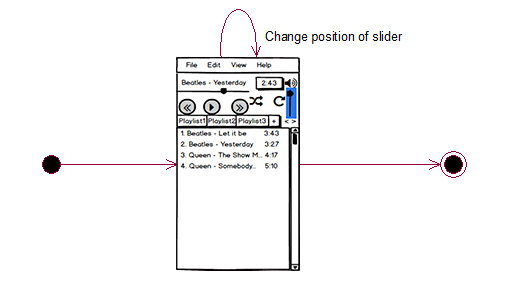 Change position of slider
File Edit View Help
Beatles - Yesterday 2:43
Playlist1 Playlist2 Playlist3 + < >
1. Beatles - Let it be 3:43
2. Beatles - Yesterday 3:27
3. Queen - The Show M... 4:17
4. Queen - Somebody... 5:10